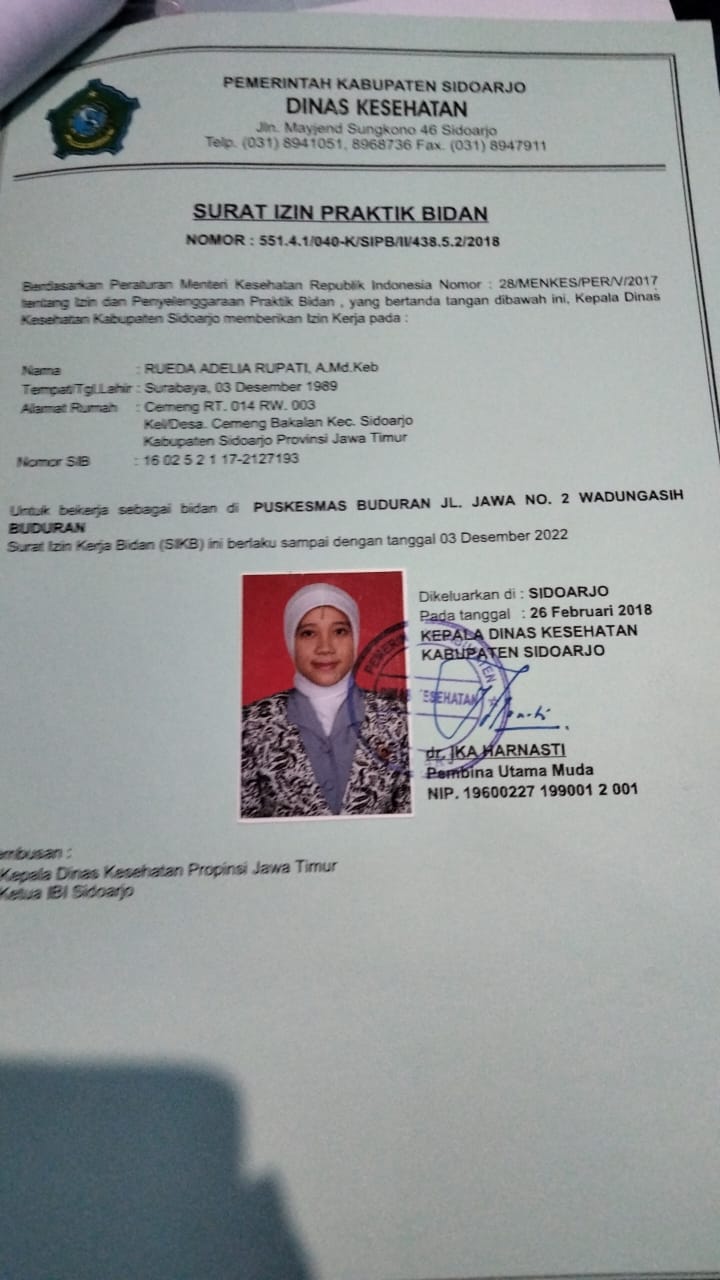 PEMERINTAH KABUPATEN SIDOARJO
DINAS KESEHATAN
Jln. Mayjend Sungkono 46 Sidoarjo
Telp. (031) 8941051, 8968736 Fax. (031) 8947911
SURAT IZIN PRAKTIK BIDAN
NOMOR : 551.4.1/040-K/SIPB/II/438.5.2/2018
Berdasarkan Peraturan Menteri Kesehatan Republik Indonesia Nomor : 28/MENKES/PER/V/2017
tentang Izin dan Penyelenggaraan Praktik Bidan , yang bertanda tangan dibawah ini, Kepala Dinas
Kesehatan Kabupaten Sidoarjo memberikan Izin Kerja pada :
Nama : RUEDA ADELIA RUPATI, A.Md.Keb
Tempat/Tgl.Lahir : Surabaya, 03 Desember 1989
Alamat Rumah : Cemeng RT. 014 RW. 003
Kel/Desa. Cemeng Bakalan Kec. Sidoarjo
Kabupaten Sidoarjo Provinsi Jawa Timur
Nomor SIB : 16 02 5 2 1 17-2127193
Untuk bekerja sebagai bidan di PUSKESMAS BUDURAN JL. JAWA NO. 2 WADUNGASIH
BUDURAN
Surat Izin Kerja Bidan (SIKB) ini berlaku sampai dengan tanggal 03 Desember 2022
Dikeluarkan di : SIDOARJO
Pada tanggal : 26 Februari 2018
KEPALA DINAS KESEHATAN
KABUPATEN SIDOARJO
KESEHATAN
dr. IKA HARNASTI
Pembina Utama Muda
NIP. 19600227 199001 2 001
embusan :
Kepala Dinas Kesehatan Propinsi Jawa Timur
Ketua IBI Sidoarjo